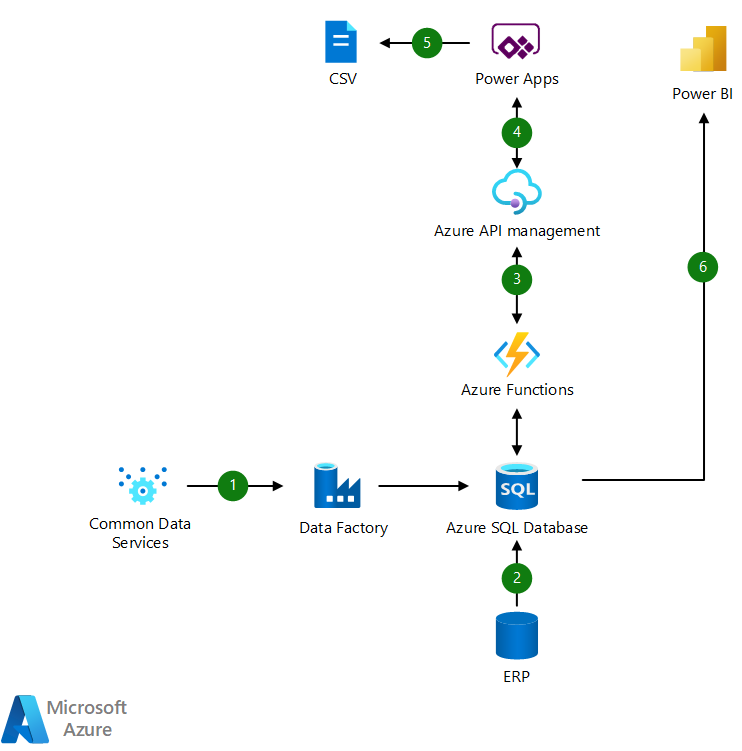 5
CSV
Power Apps
Power BI
4
Azure API management
6
3
Azure Functions
1
SQL
Common Data
Services
Data Factory
Azure SQL Database
2
ERP
Microsoft
Azure